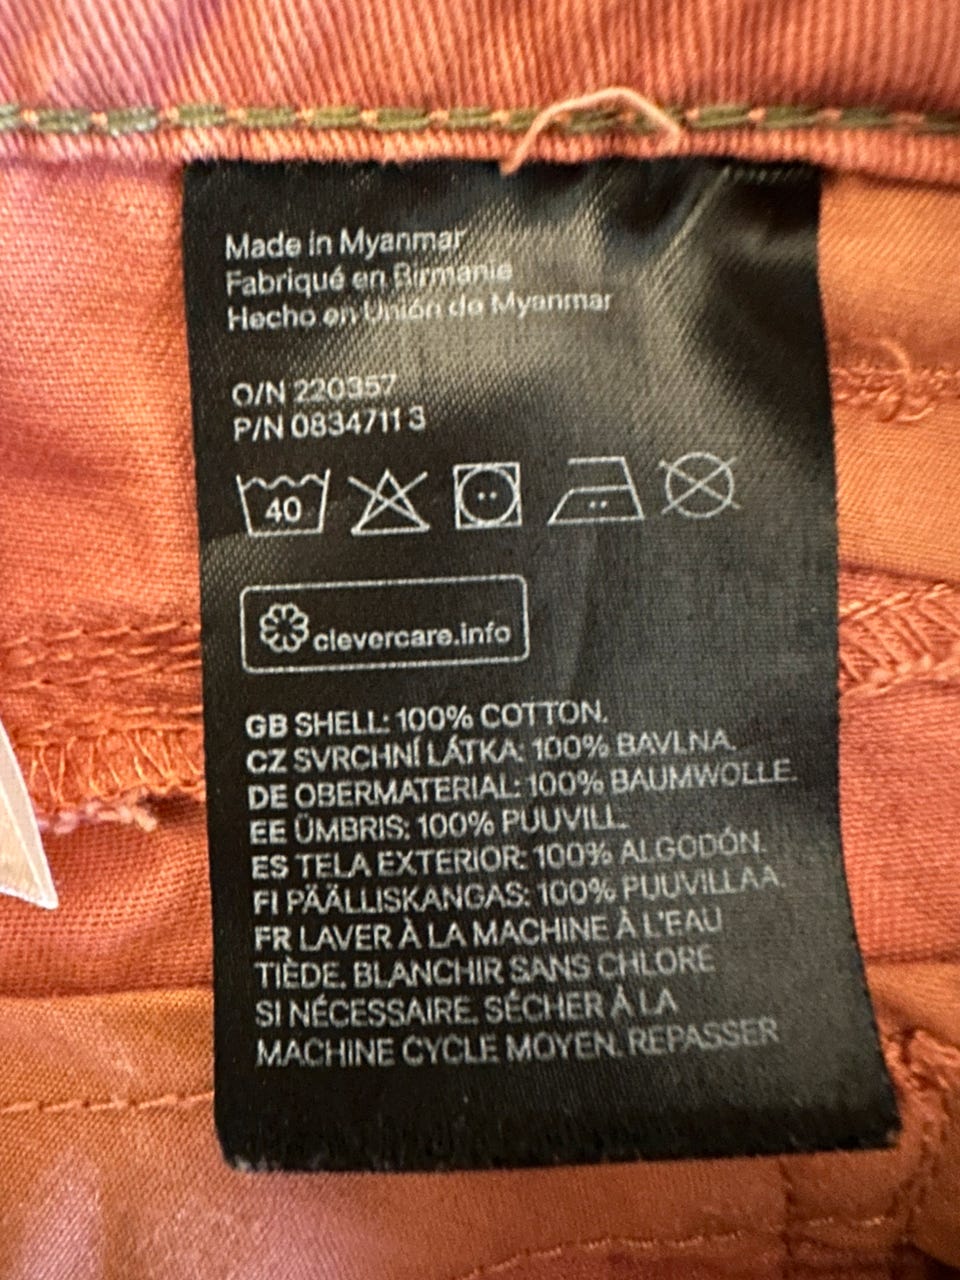 Made in Myanmar
Fabriqué en Birmanie
Hecho en Unión de Myanmar
O/N 220357
P/N 0834711 3
40
clevercare.info
GB SHELL: 100% COTTON.
CZ SVRCHNÍ LÁTKA: 100% BAVLNA.
DE OBERMATERIAL: 100% BAUMWOLLE.
EE ÜMBRIS: 100% PUUVILL.
ES TELA EXTERIOR: 100% ALGODÓN.
FI PÄÄLLISKANGAS: 100% PUUVILLAA.
FR LAVER À LA MACHINE À L'EAU
TIÈDE. BLANCHIR SANS CHLORE
SI NÉCESSAIRE. SÉCHER À LA
MACHINE CYCLE MOYEN. REPASSER